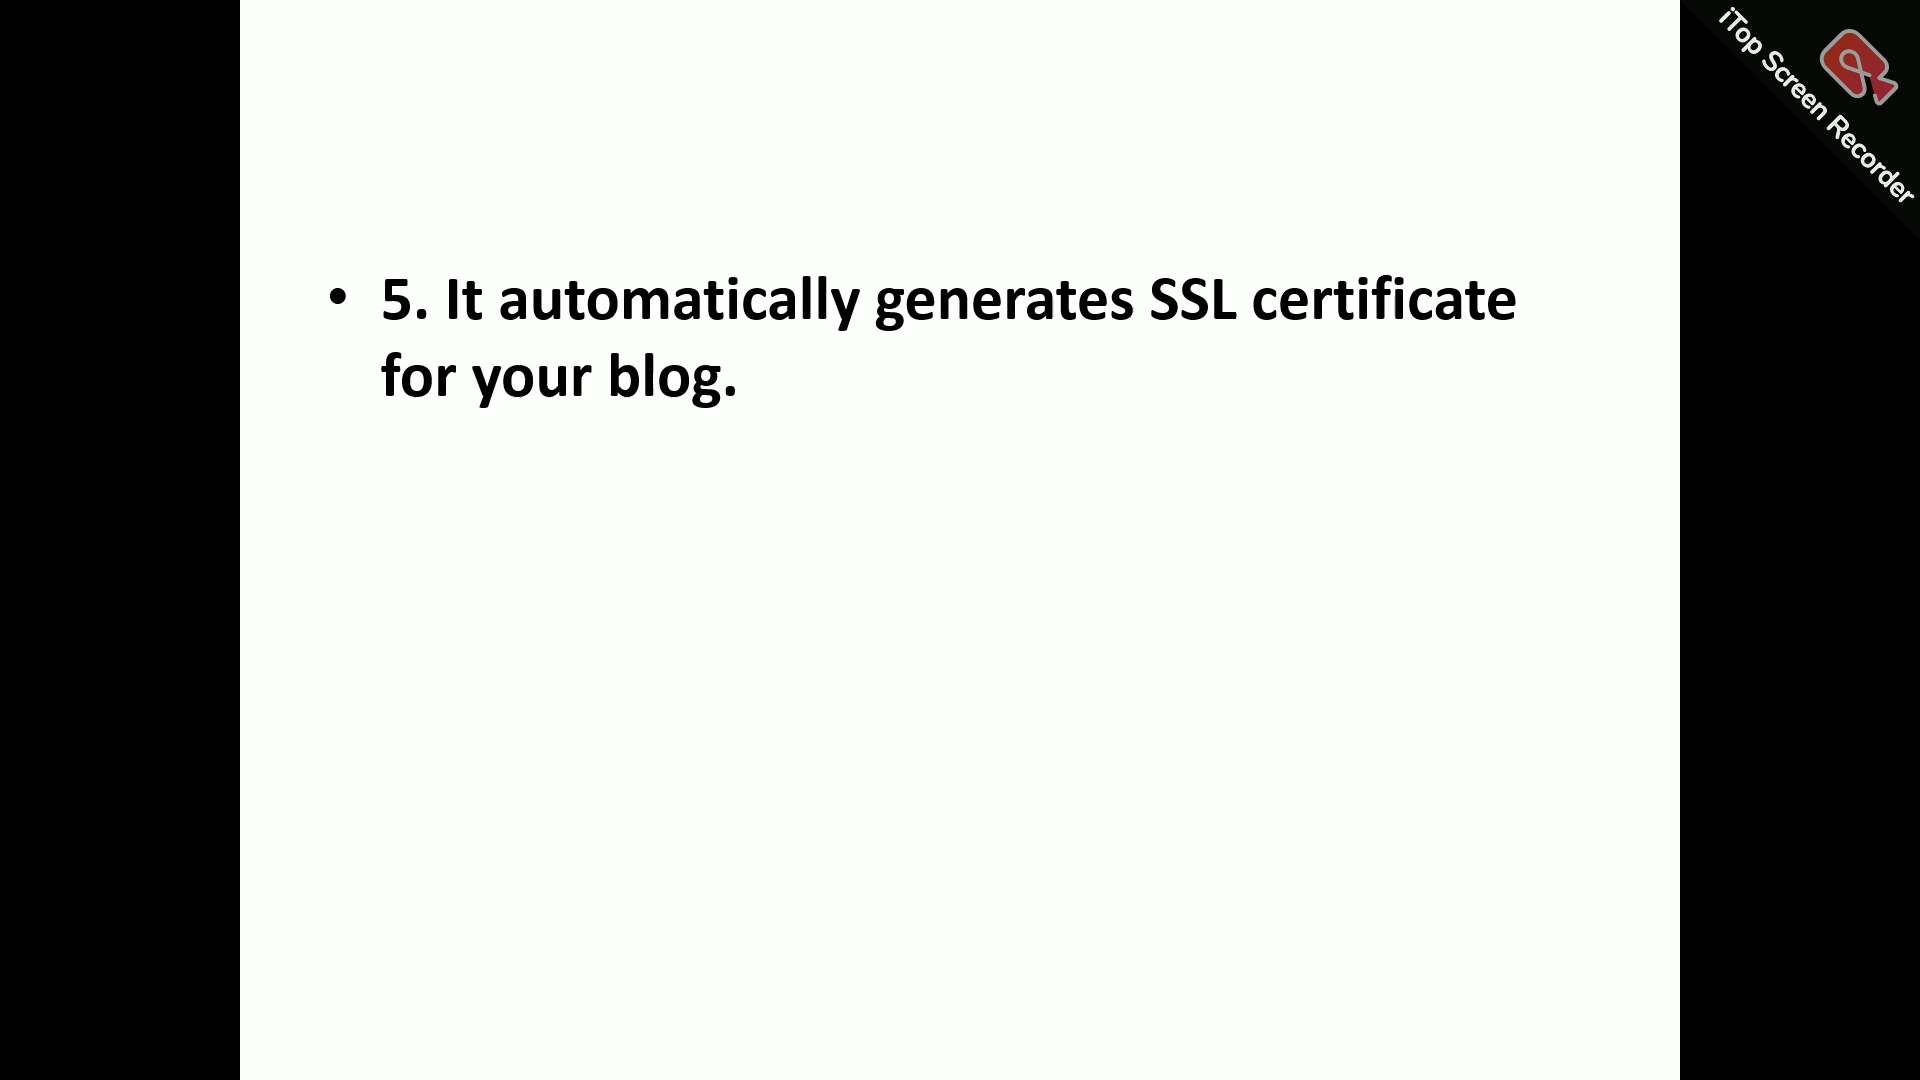 iTop Screen Recorder
• 5. It automatically generates SSL certificate
for your blog.